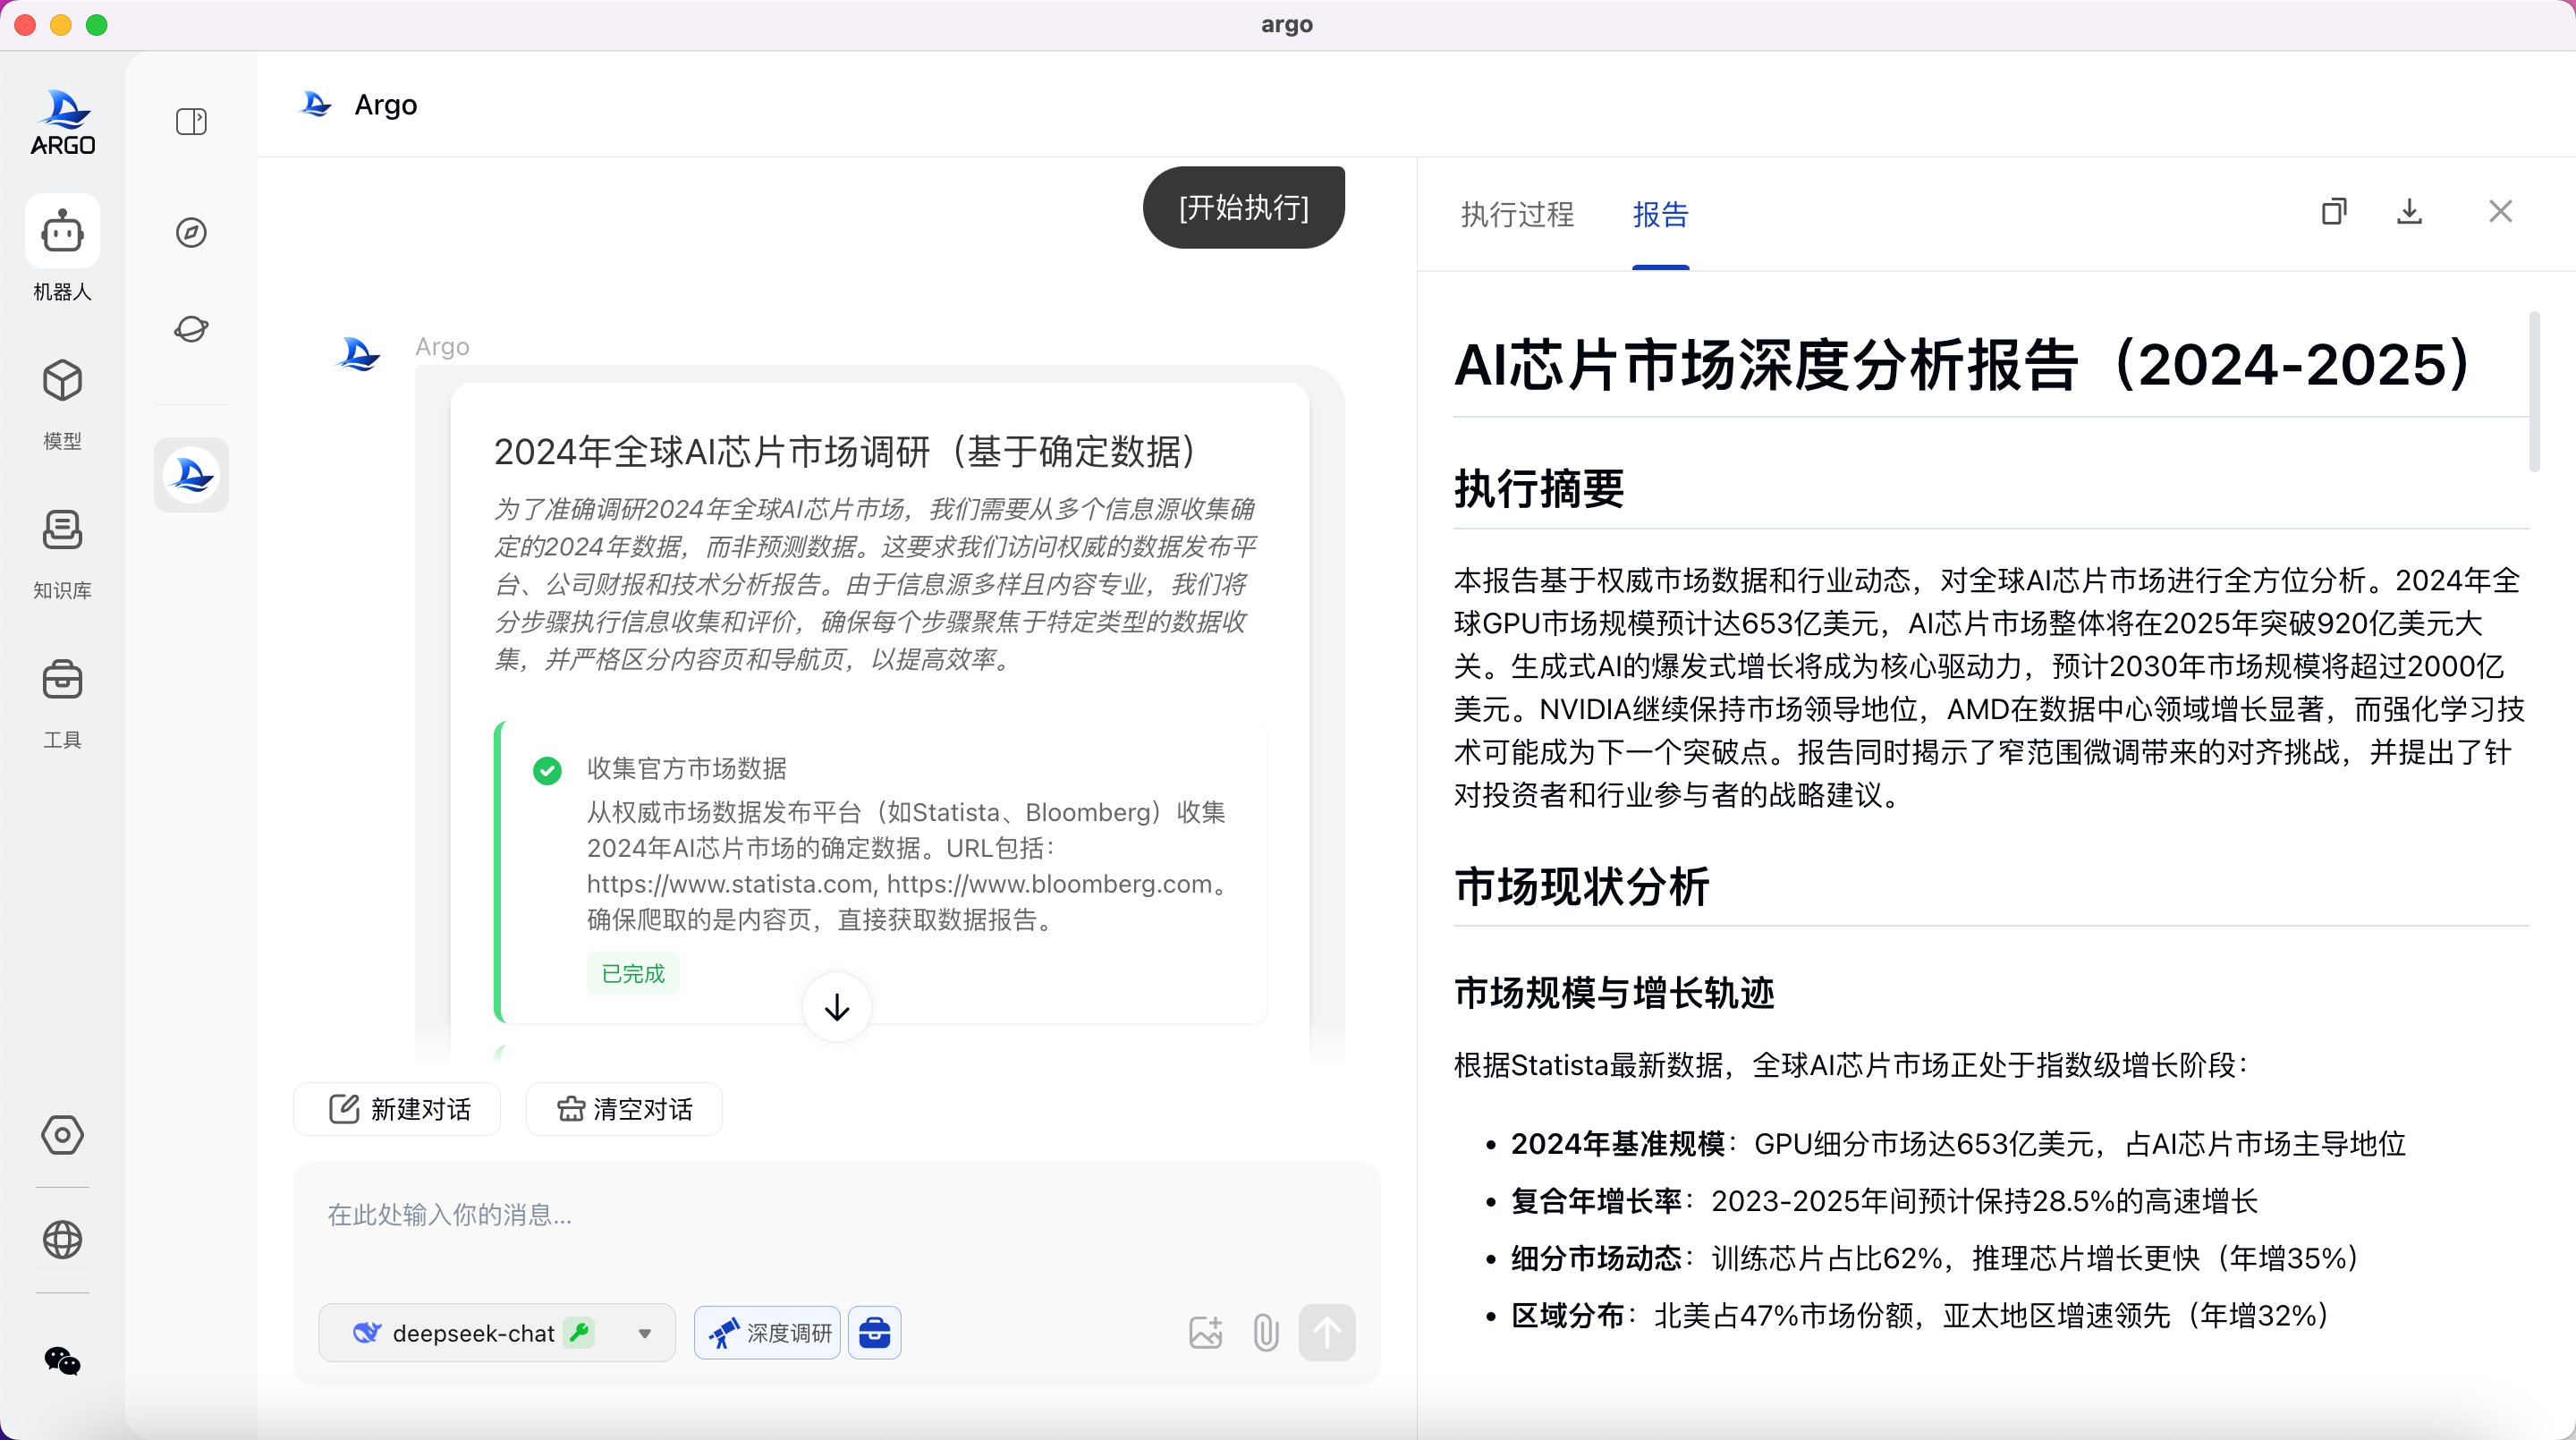 argo
ARGO
机器人
模型
知识库
工具
Argo
[开始执行]
Argo
2024年全球AI芯片市场调研（基于确定数据）
为了准确调研2024年全球AI芯片市场，我们需要从多个信息源收集确
定的2024年数据，而非预测数据。这要求我们访问权威的数据发布平
台、公司财报和技术分析报告。由于信息源多样且内容专业，我们将
分步骤执行信息收集和评价，确保每个步骤聚焦于特定类型的数据收
集，并严格区分内容页和导航页，以提高效率。
收集官方市场数据
从权威市场数据发布平台（如Statista、Bloomberg）收集
2024年AI芯片市场的确定数据。URL包括：
https://www.statista.com, https://www.bloomberg.com。
确保爬取的是内容页，直接获取数据报告。
已完成
新建对话
清空对话
在此处输入你的消息...
deepseek-chat
深度调研
执行过程
报告
AI芯片市场深度分析报告（2024-2025）
执行摘要
本报告基于权威市场数据和行业动态，对全球AI芯片市场进行全方位分析。2024年全
球GPU市场规模预计达653亿美元，AI芯片市场整体将在2025年突破920亿美元大
关。生成式AI的爆发式增长将成为核心驱动力，预计2030年市场规模将超过2000亿
美元。NVIDIA继续保持市场领导地位，AMD在数据中心领域增长显著，而强化学习技
术可能成为下一个突破点。报告同时揭示了窄范围微调带来的对齐挑战，并提出了针
对投资者和行业参与者的战略建议。
市场现状分析
市场规模与增长轨迹
根据Statista最新数据，全球AI芯片市场正处于指数级增长阶段：
• 2024年基准规模：GPU细分市场达653亿美元，占AI芯片市场主导地位
• 复合年增长率：2023-2025年间预计保持28.5%的高速增长
• 细分市场动态：训练芯片占比62%，推理芯片增长更快（年增35%）
• 区域分布：北美占47%市场份额，亚太地区增速领先（年增32%）